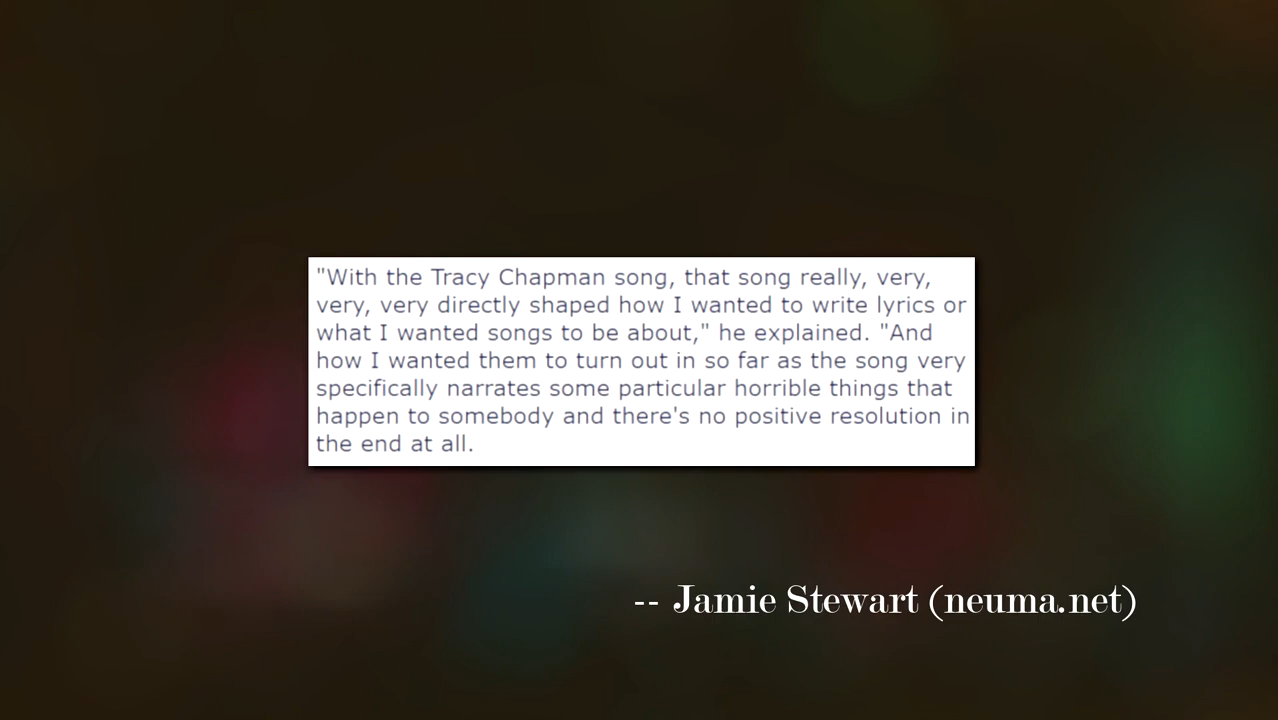 "With the Tracy Chapman song, that song really, very,
very, very directly shaped how I wanted to write lyrics or
what I wanted songs to be about," he explained. "And
how I wanted them to turn out in so far as the song very
specifically narrates some particular horrible things that
happen to somebody and there's no positive resolution in
the end at all.
-- Jamie Stewart (neuma.net)